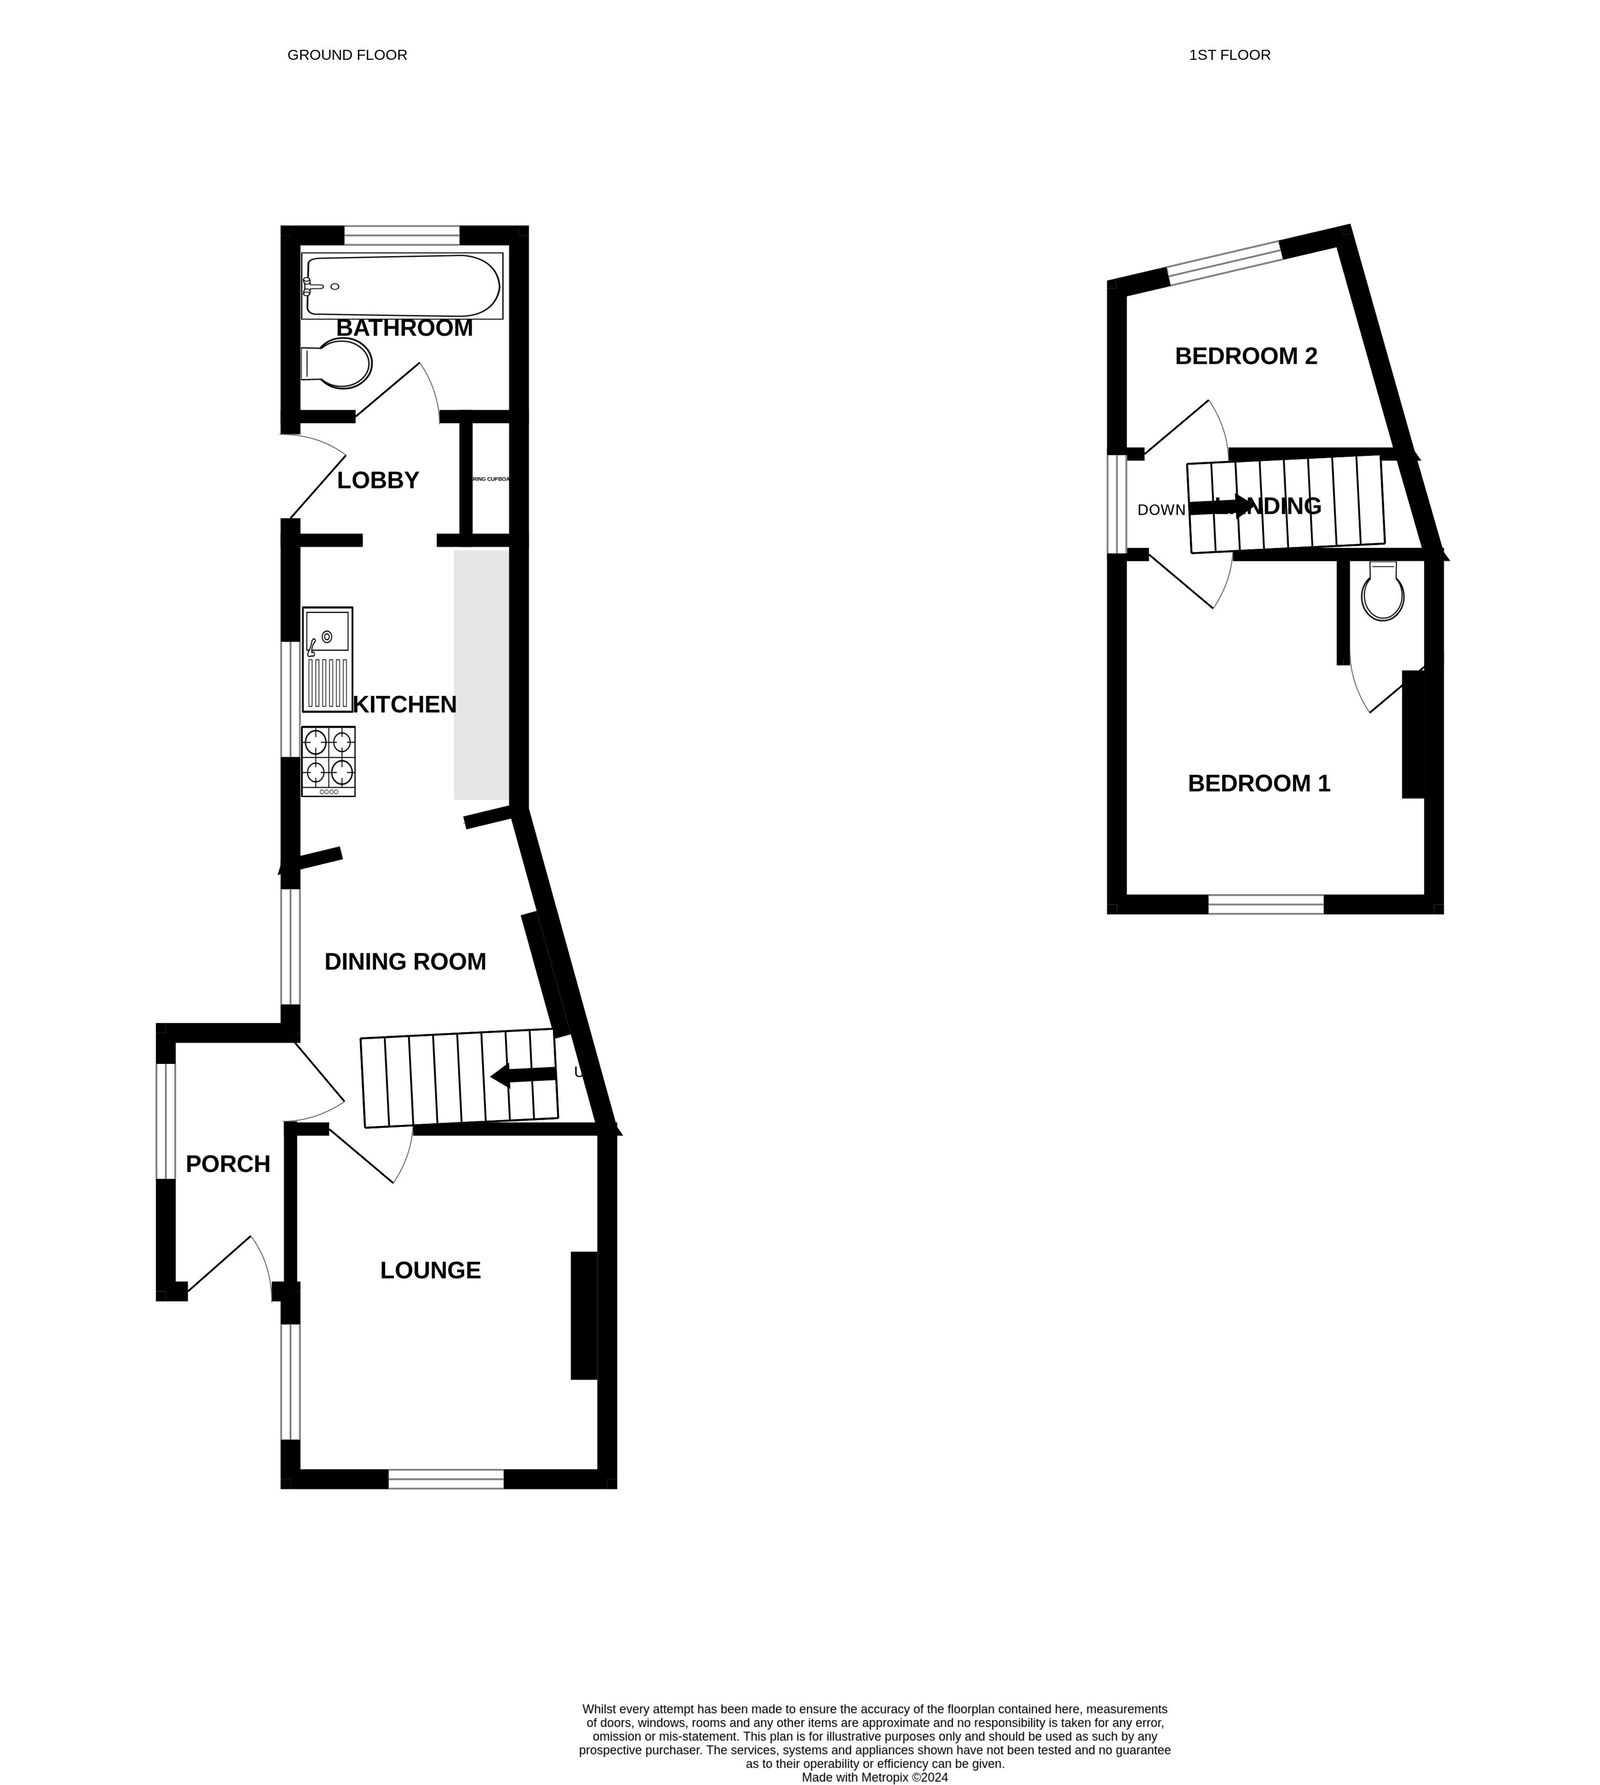 GROUND FLOOR
BATHROOM
LOBBY
KITCHEN
DINING ROOM
PORCH
LOUNGE
1ST FLOOR
BEDROOM 2
DOWN
LANDING
BEDROOM 1
Whilst every attempt has been made to ensure the accuracy of the floorplan contained here, measurements
of doors, windows, rooms and any other items are approximate and no responsibility is taken for any error,
omission or mis-statement. This plan is for illustrative purposes only and should be used as such by any
prospective purchaser. The services, systems and appliances shown have not been tested and no guarantee
as to their operability or efficiency can be given.
Made with Metropix ©2024